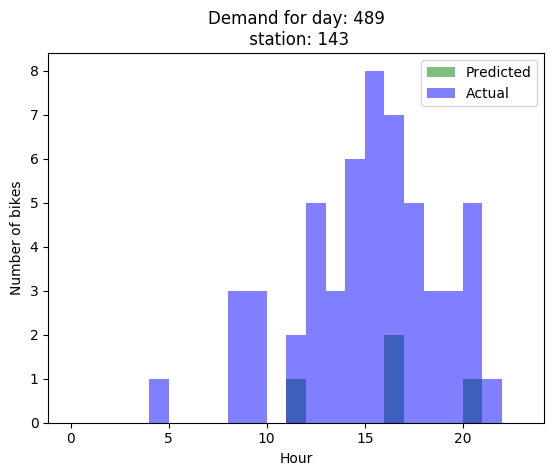 Demand for day: 489
station: 143
Predicted
Actual
Number of bikes
8
7
6
5
4
3
2
1
0
0 5 10 15 20
Hour